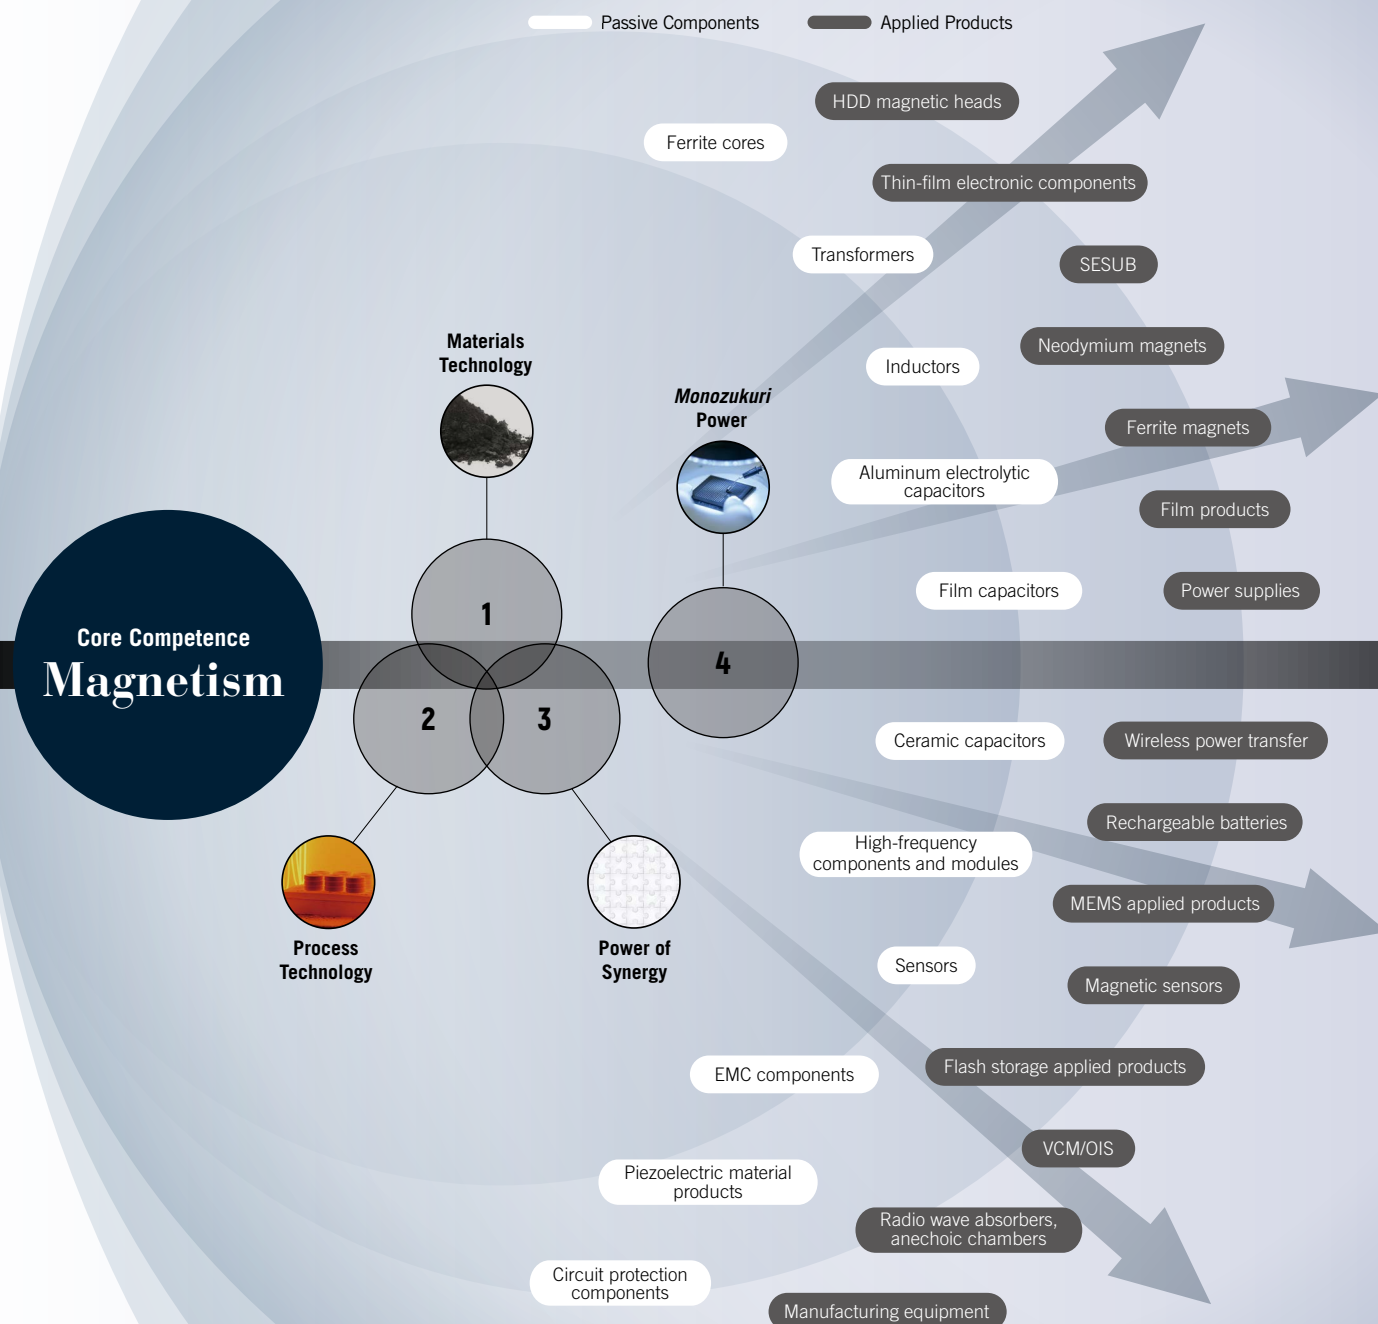 Passive Components
Applied Products
HDD magnetic heads
Ferrite cores
Thin-film electronic components
Transformers
SESUB
Materials
Technology
Neodymium magnets
Inductors
Monozukuri
Power
Ferrite magnets
Aluminum electrolytic
capacitors
Film products
Film capacitors
Power supplies
1
Core Competence
Magnetism
4
2
3
Ceramic capacitors
Wireless power transfer
Rechargeable batteries
High-frequency
components and modules
MEMS applied products
Process
Technology
Power of
Synergy
Sensors
Magnetic sensors
EMC components
Flash storage applied products
VCM/OIS
Piezoelectric material
products
Radio wave absorbers,
anechoic chambers
Circuit protection
components
Manufacturing equipment